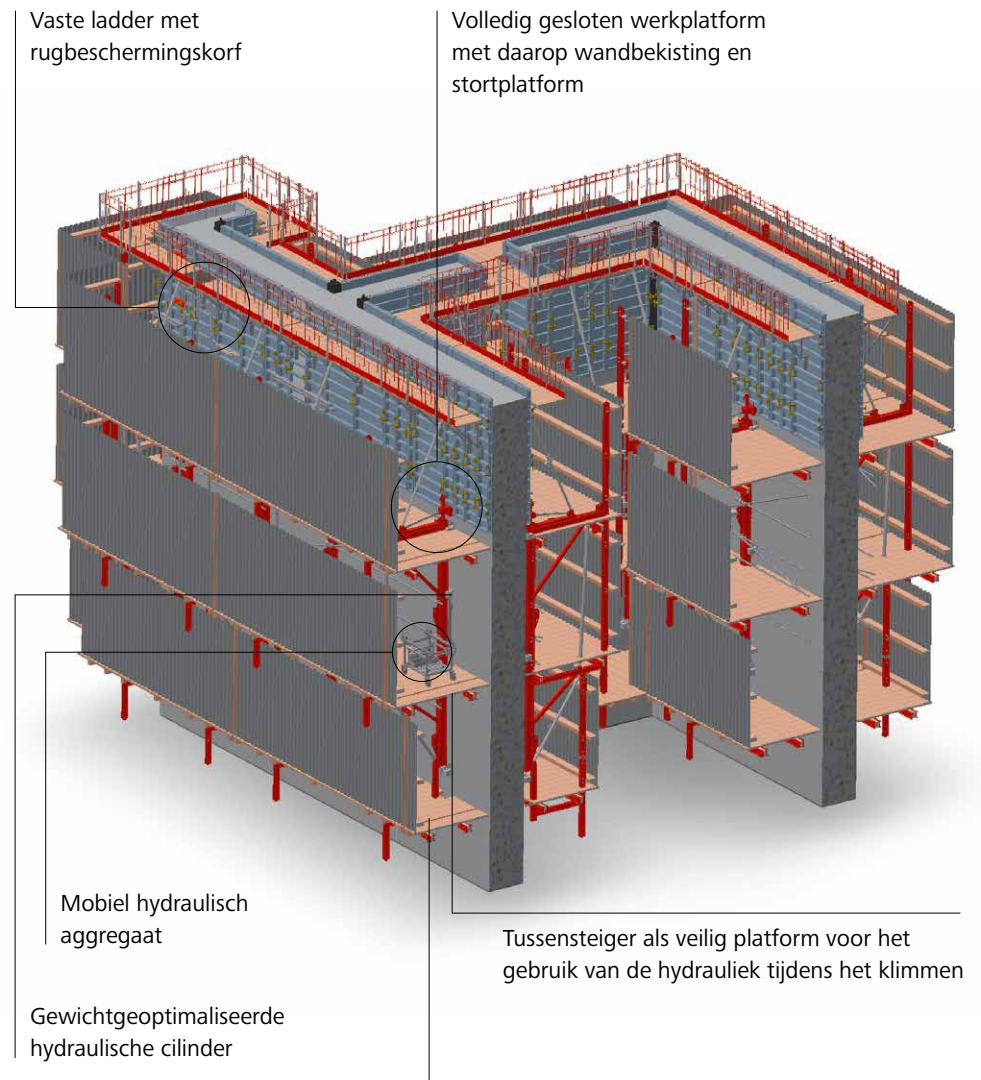 Vaste ladder met
rugbeschermingskorf
Volledig gesloten werkplatform
met daarop wandbekisting en
stortplatform
Mobiel hydraulisch
aggregaat
Tussensteiger als veilig platform voor het
gebruik van de hydrauliek tijdens het klimmen
Gewichtgeoptimaliseerde
hydraulische cilinder